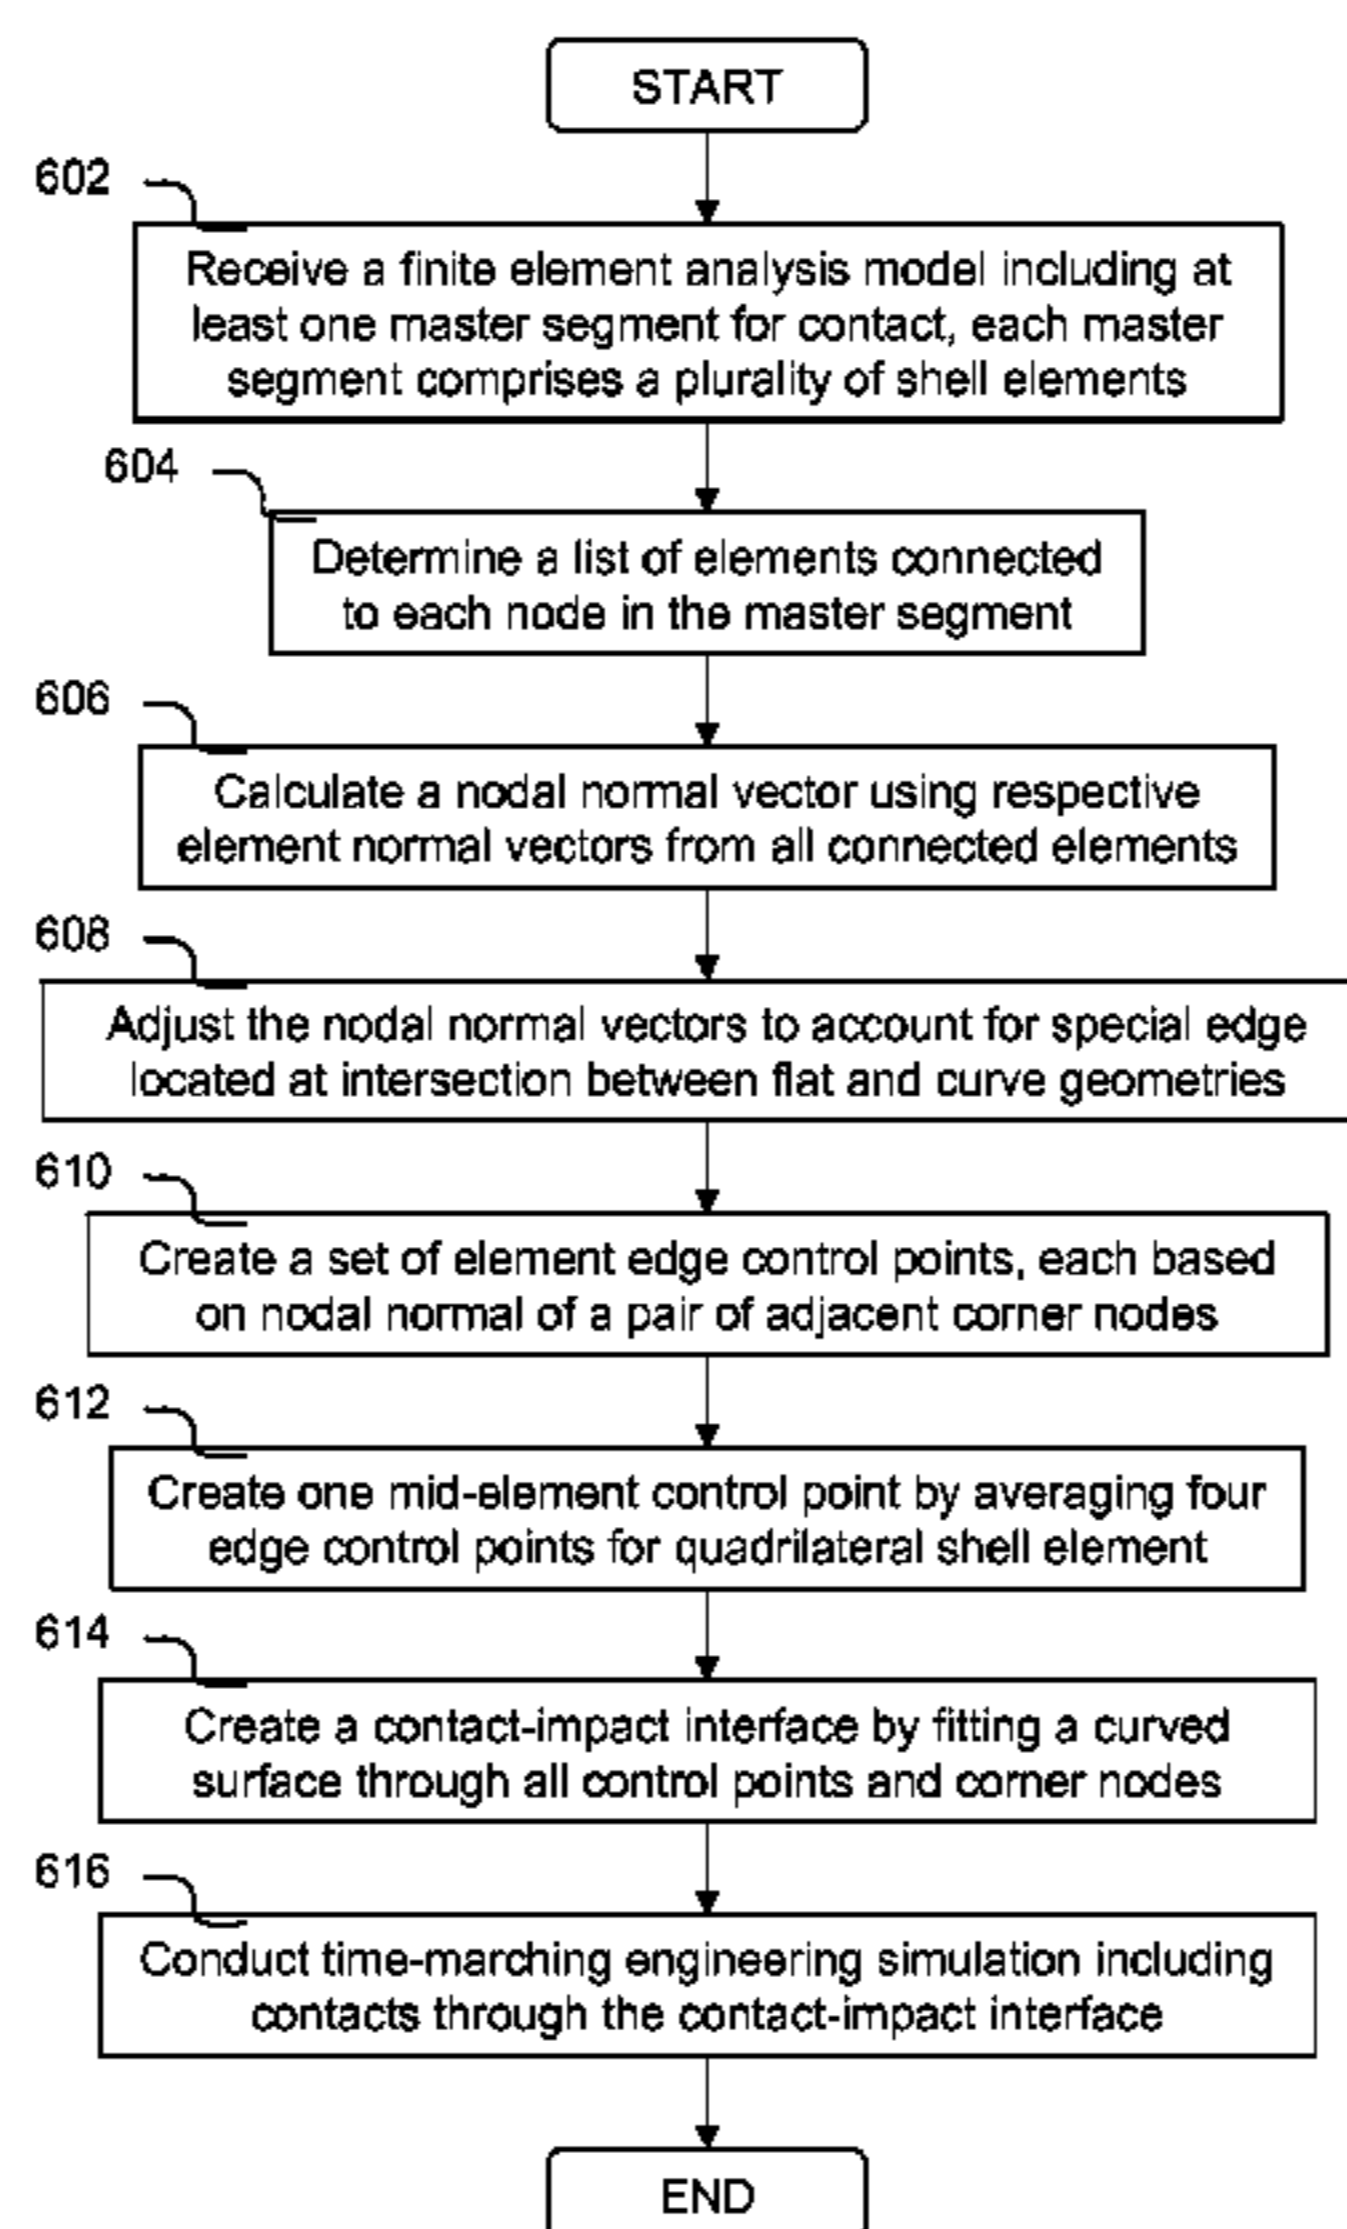 START
602
Receive a finite element analysis model including at
least one master segment for contact, each master
segment comprises a plurality of shell elements
604
Determine a list of elements connected
to each node in the master segment
606
Calculate a nodal normal vector using respective
element normal vectors from all connected elements
608
Adjust the nodal normal vectors to account for special edge
located at intersection between flat and curve geometries
610
Create a set of element edge control points, each based
on nodal normal of a pair of adjacent corner nodes
612
Create one mid-element control point by averaging four
edge control points for quadrilateral shell element
614
Create a contact-impact interface by fitting a curved
surface through all control points and corner nodes
616
Conduct time-marching engineering simulation including
contacts through the contact-impact interface
END